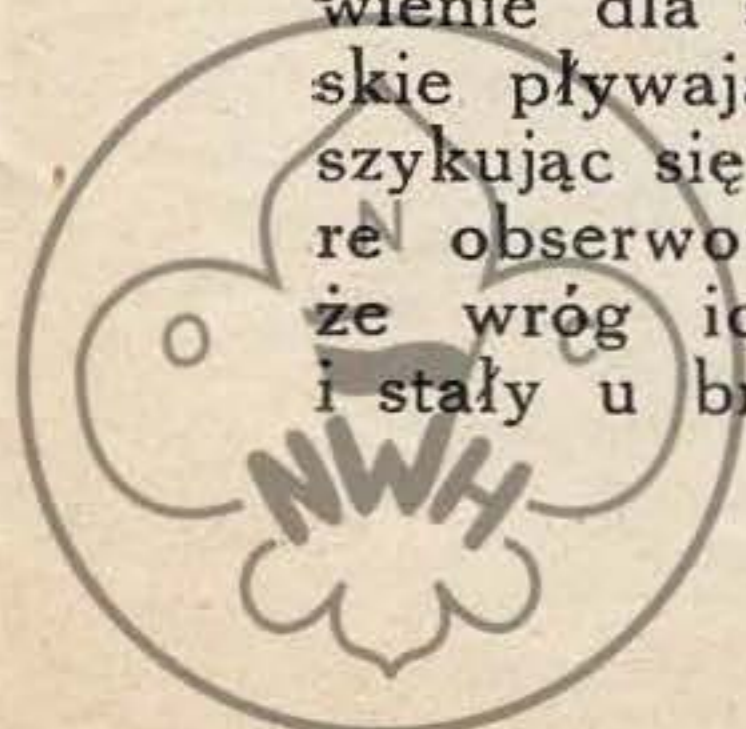 wienie dla
skie pływaj
szykując się
re obserwo
że wróg
i stały u
N
O
NWH